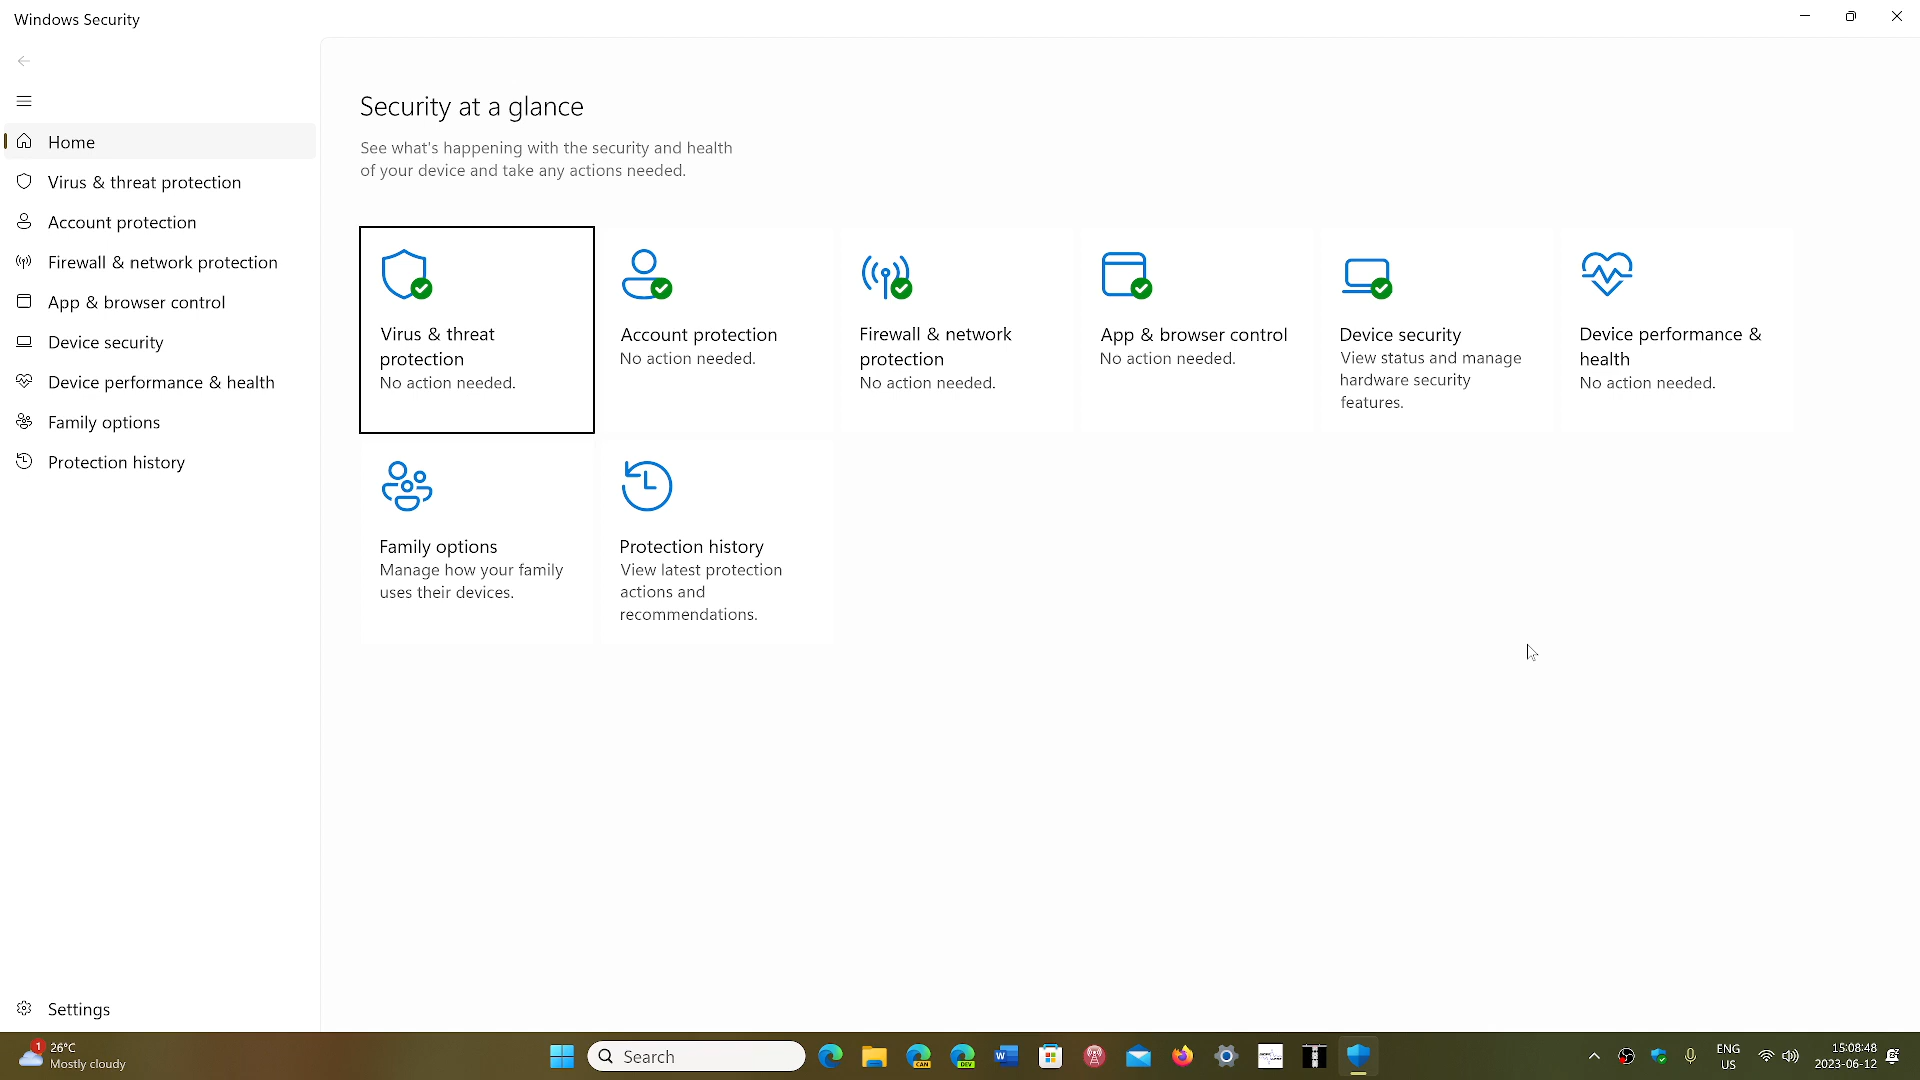 Windows Security
Home
Virus & threat protection
Account protection
Firewall & network protection
App & browser control
Device security
Device performance & health
Family options
Protection history
Settings
Security at a glance
See what's happening with the security and health
of your device and take any actions needed.
Virus & threat
protection
No action needed.
Account protection
No action needed.
Firewall & network
protection
No action needed.
App & browser control
No action needed.
Device security
View status and manage
hardware security
features.
Device performance &
health
No action needed.
Family options
Manage how your family
uses their devices.
Protection history
View latest protection
actions and
recommendations.
1
26°C
Mostly cloudy
Search
CAN
DEV
W
ENG
US
15:08:48
2023-06-12